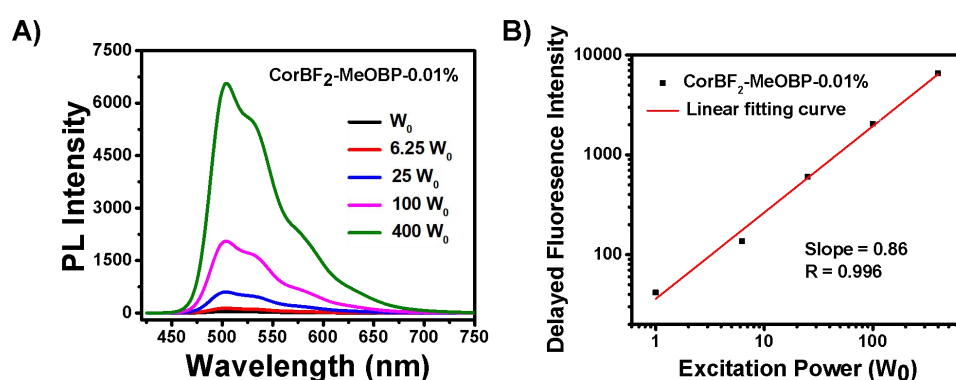 A)
7500
6000
4500
3000
1500
0
PL Intensity
CorBF2-MeOBP-0.01%
W0
6.25 W0
25 W0
100 W0
400 W0
450 500 550 600 650 700 750
Wavelength (nm)
B)
10000
1000
100
Delayed Fluorescence Intensity
CorBF2-MeOBP-0.01%
Linear fitting curve
Slope = 0.86
R = 0.996
1 10 100
Excitation Power (W0)